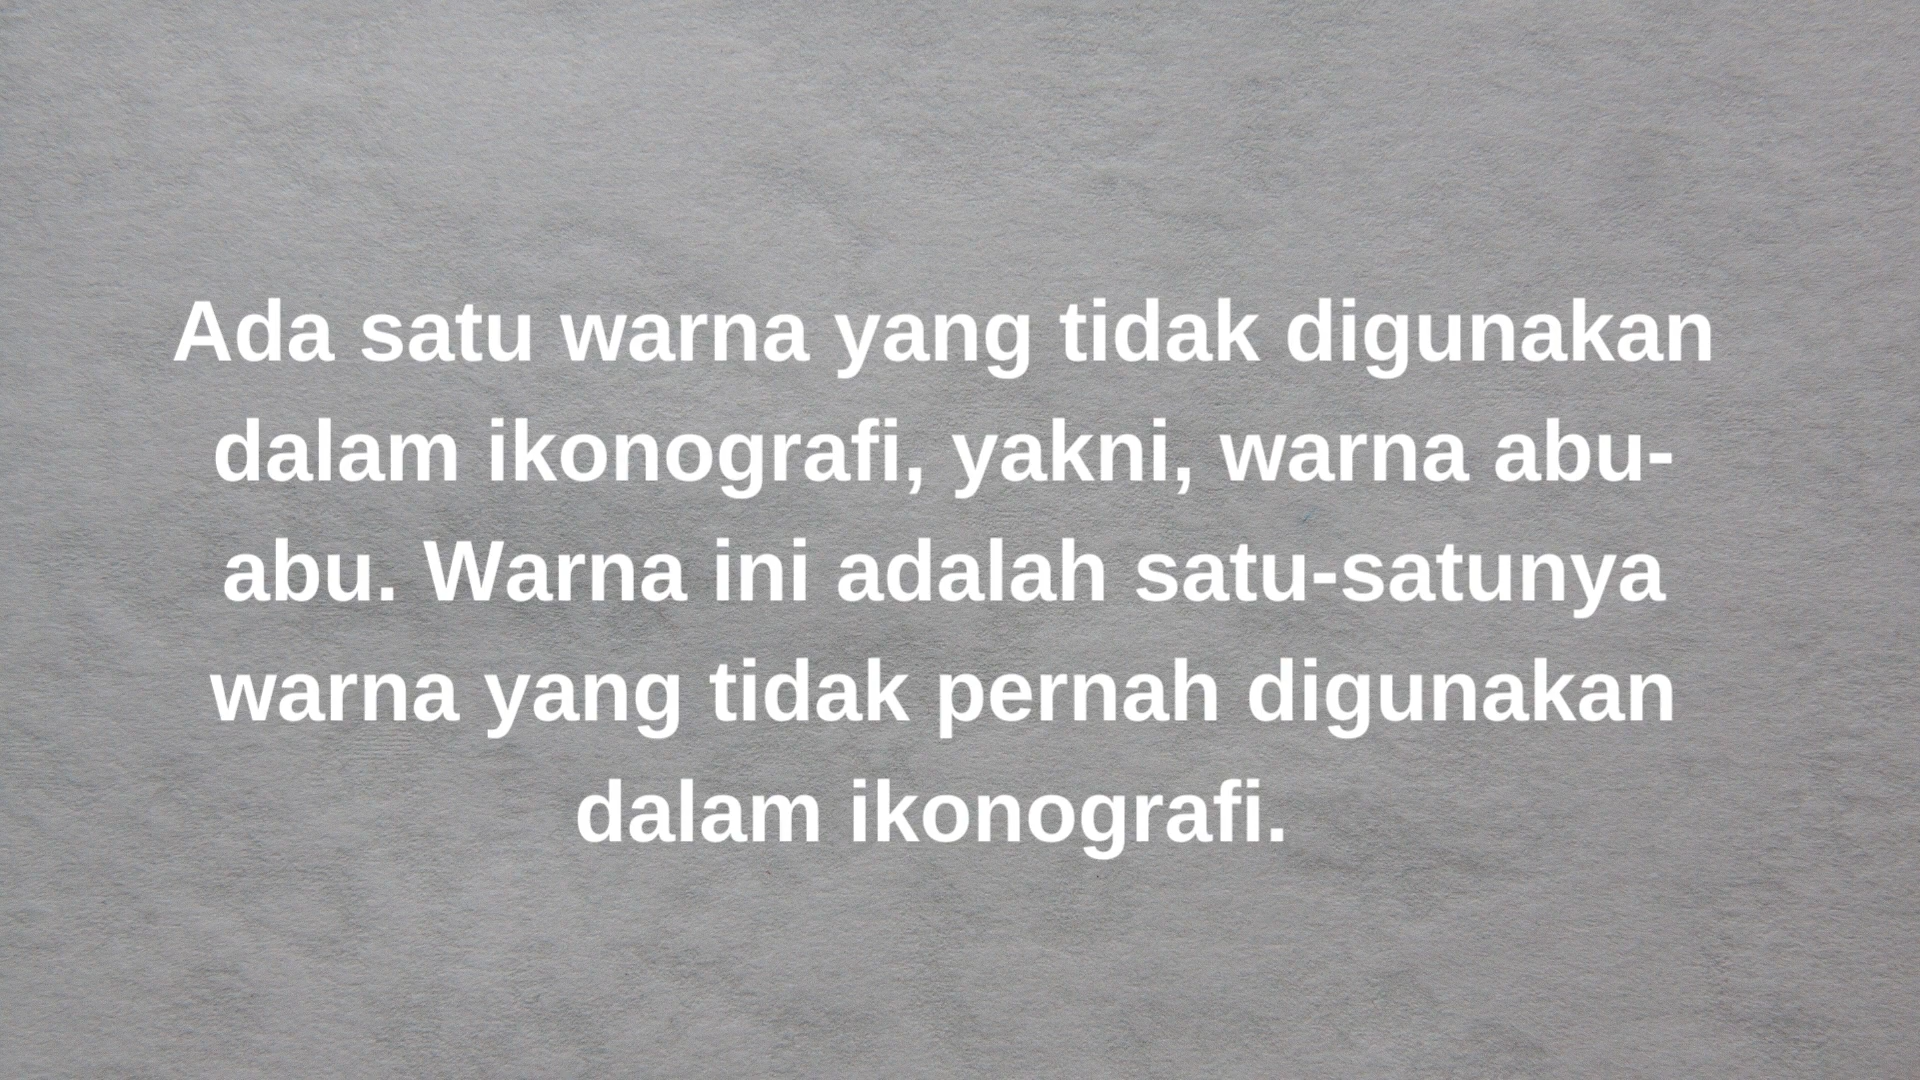 Ada satu warna yang tidak digunakan
dalam ikonografi, yakni, warna abu-
abu. Warna ini adalah satu-satunya
warna yang tidak pernah digunakan
dalam ikonografi.